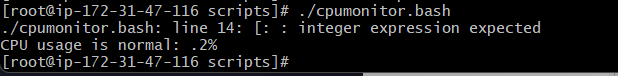 [root@ip-172-31-47-116 scripts]# ./cpumonitor.bash
./cpumonitor.bash: line 14: [: : integer expression expected
CPU usage is normal: .2%
[root@ip-172-31-47-116 scripts]#